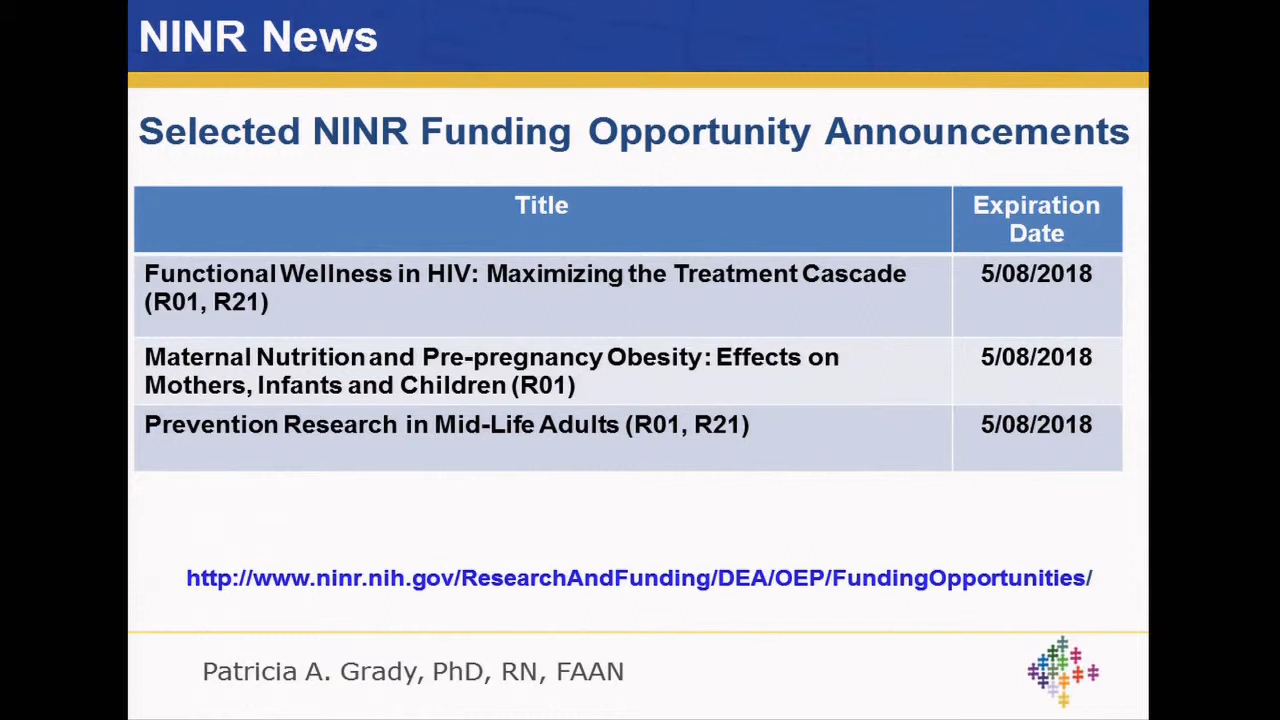 NINR News
Selected NINR Funding Opportunity Announcements
Title
Expiration
Date
Functional Wellness in HIV: Maximizing the Treatment Cascade
(R01, R21)
5/08/2018
Maternal Nutrition and Pre-pregnancy Obesity: Effects on
Mothers, Infants and Children (R01)
5/08/2018
Prevention Research in Mid-Life Adults (R01, R21)
5/08/2018
http://www.ninr.nih.gov/ResearchAndFunding/DEA/OEP/FundingOpportunities/
Patricia A. Grady, PhD, RN, FAAN